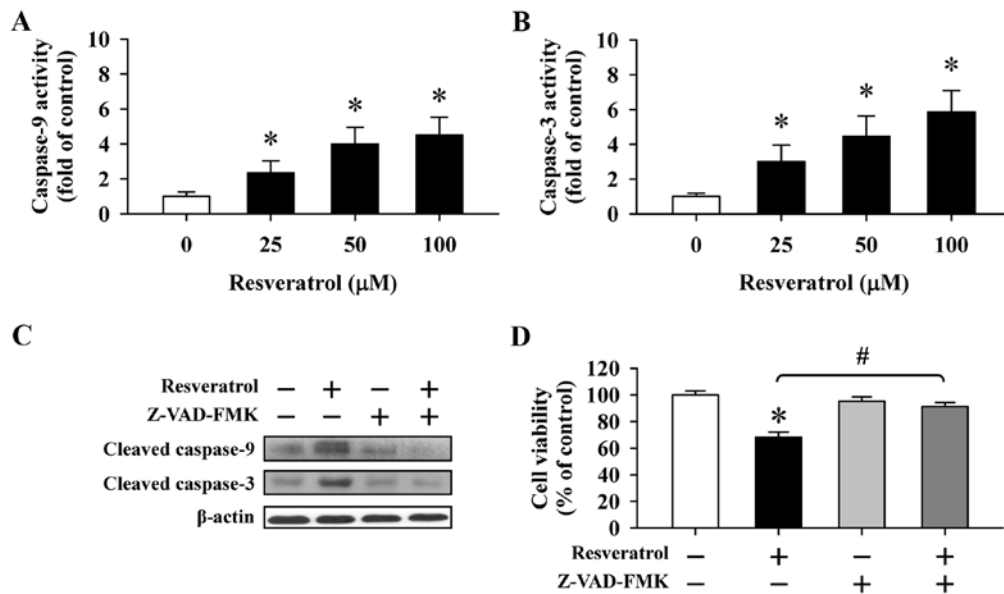 A
Caspase-9 activity
(fold of control)
10
8
6
4
2
0
*
*
*
0 25 50 100
Resveratrol (μM)
B
Caspase-3 activity
(fold of control)
10
8
6
4
2
0
*
*
*
0 25 50 100
Resveratrol (μM)
C
Resveratrol − + − +
Z-VAD-FMK − − + +
Cleaved caspase-9
Cleaved caspase-3
β-actin
D
Cell viability
(% of control)
120
100
80
60
40
20
0
#
*
Resveratrol − + − +
Z-VAD-FMK − − + +